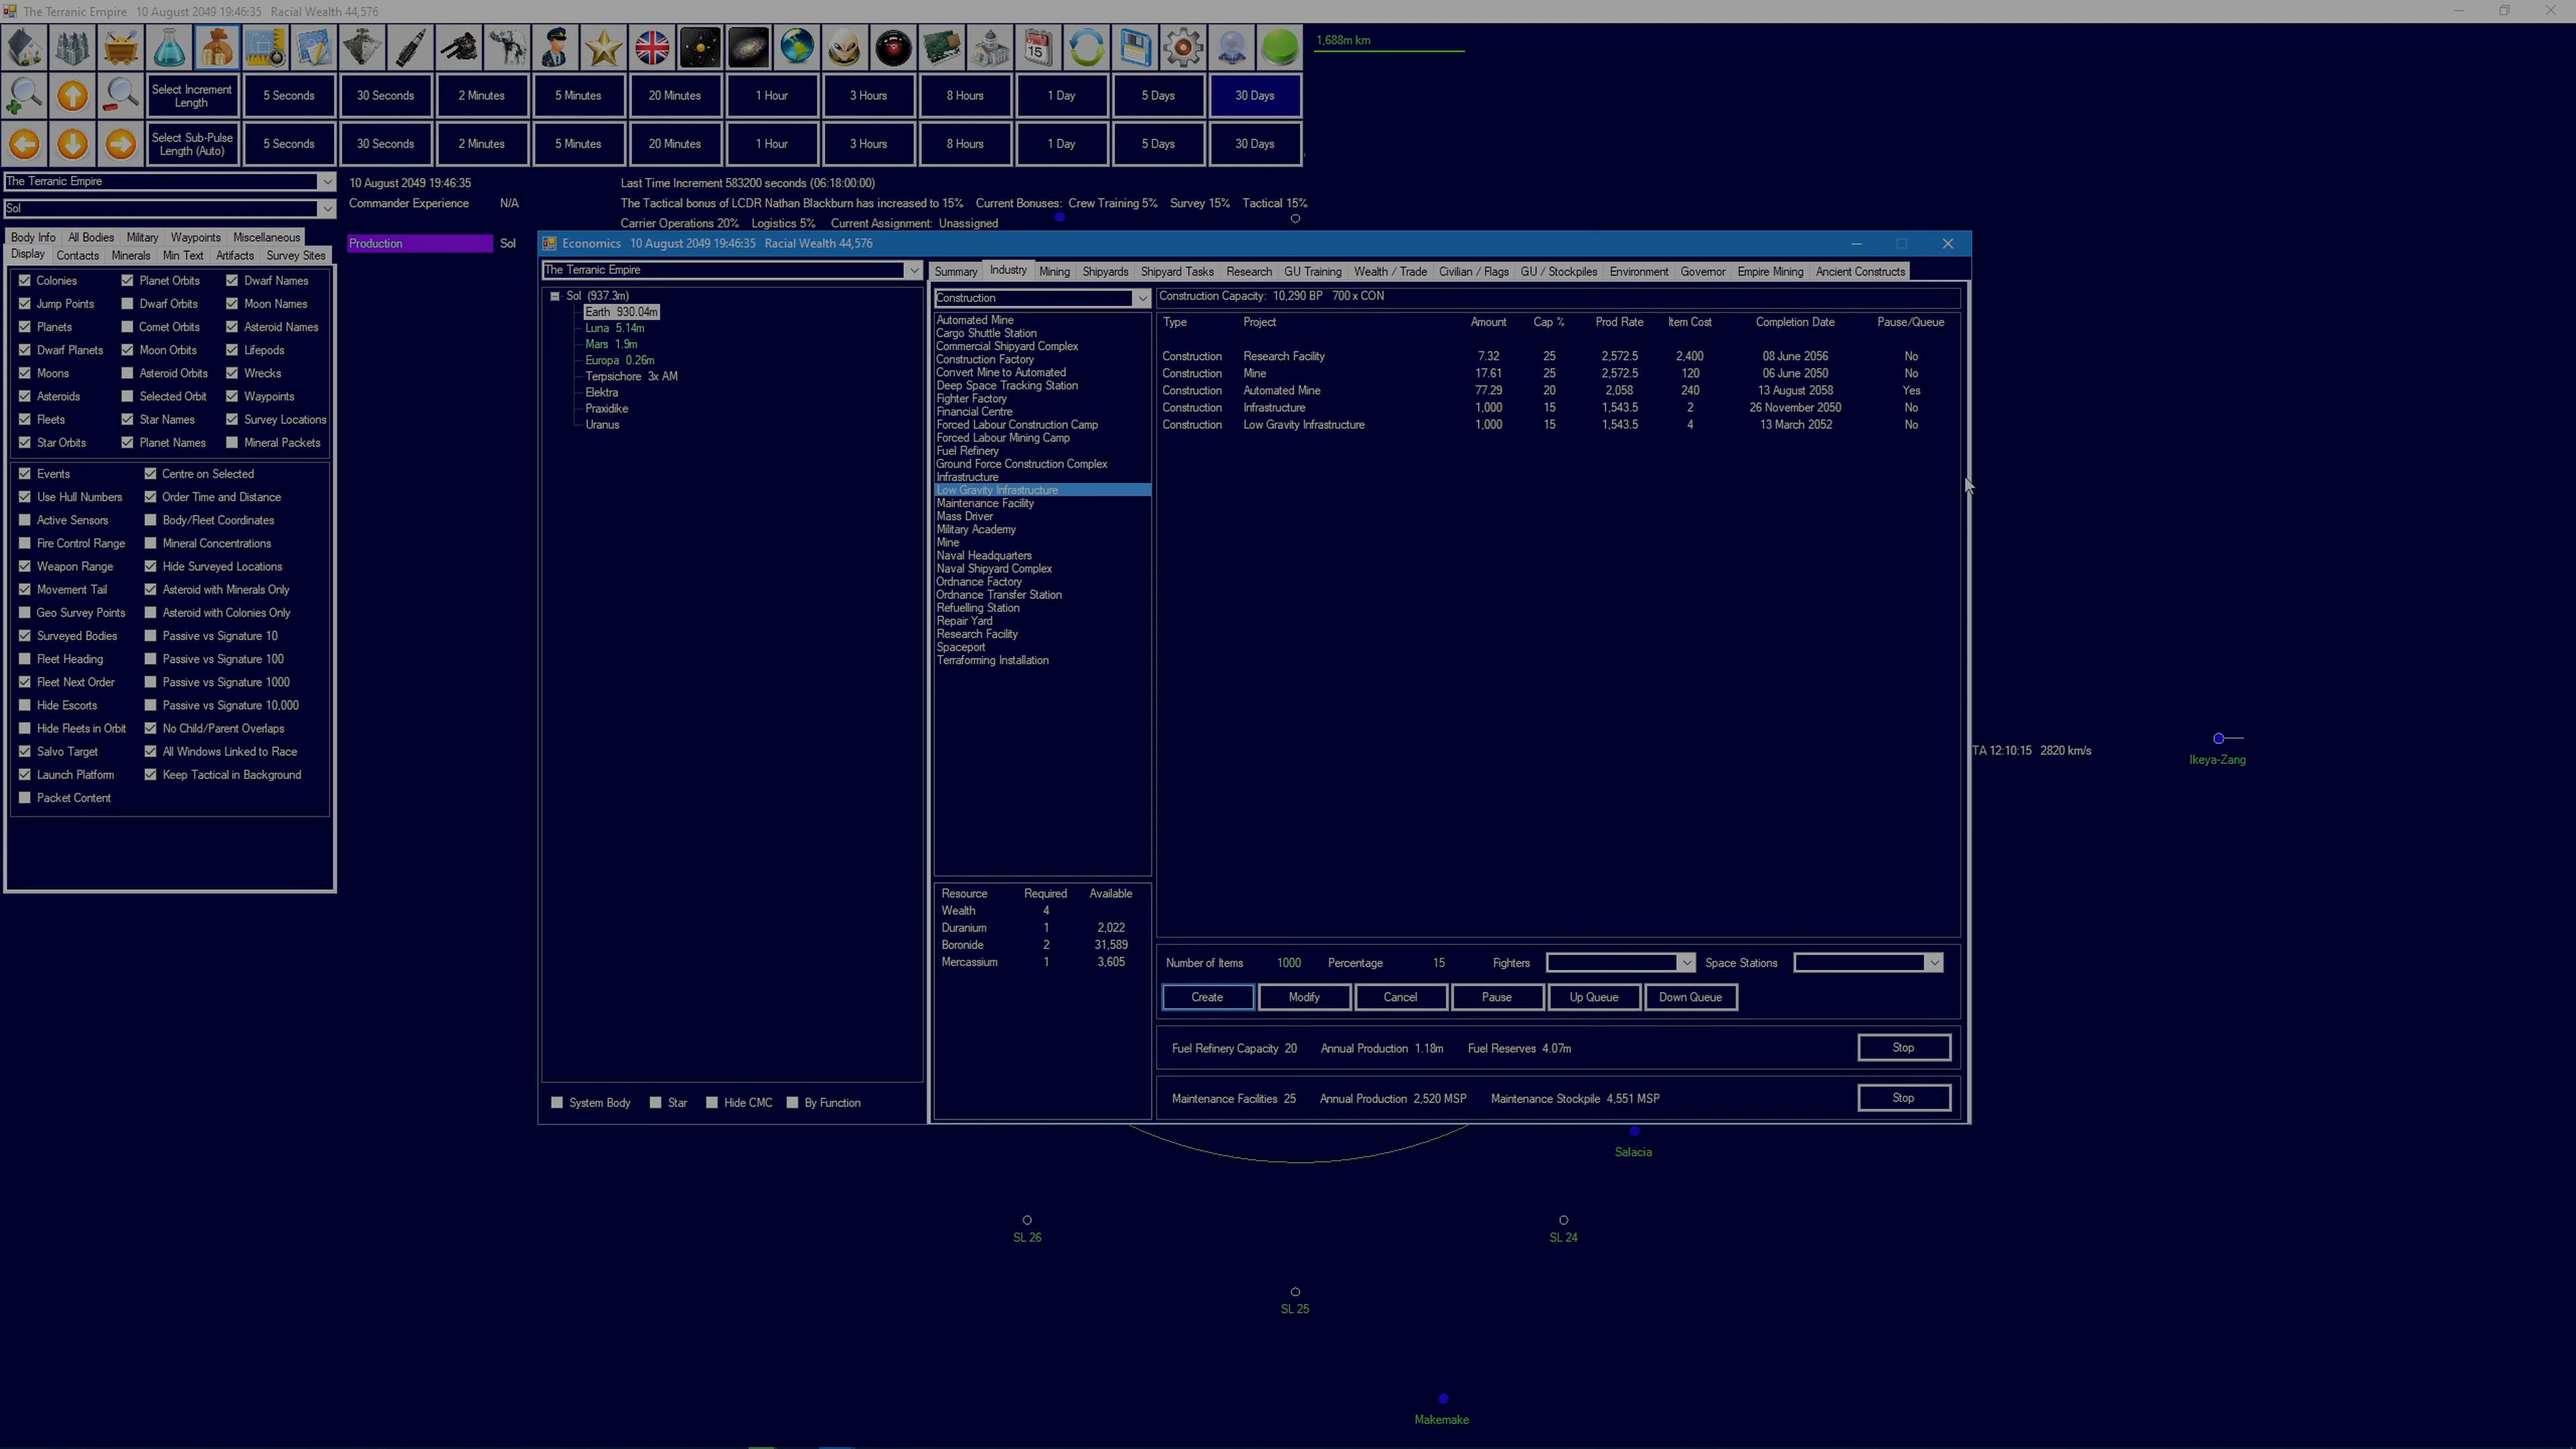 The Terranic Empire 10 August 2049 19:46:35 Racial Wealth 44,576
1,688m km
Select Increment Length 5 Seconds 30 Seconds 2 Minutes 5 Minutes 20 Minutes 1 Hour 3 Hours 8 Hours 1 Day 5 Days 30 Days
Select Sub-Pulse Length (Auto) 5 Seconds 30 Seconds 2 Minutes 5 Minutes 20 Minutes 1 Hour 3 Hours 8 Hours 1 Day 5 Days 30 Days
The Terranic Empire
Sol
10 August 2049 19:46:35 Last Time Increment 583200 seconds (06:18:00:00)
Commander Experience N/A The Tactical bonus of LCDR Nathan Blackburn has increased to 15% Current Bonuses: Crew Training 5% Survey 15% Tactical 15%
Carrier Operations 20% Logistics 5% Current Assignment: Unassigned
Production Sol
Body Info All Bodies Military Waypoints Miscellaneous
Display Contacts Minerals Min Text Artifacts Survey Sites
Colonies Planet Orbits Dwarf Names
Jump Points Dwarf Orbits Moon Names
Planets Comet Orbits Asteroid Names
Dwarf Planets Moon Orbits Lifepods
Moons Asteroid Orbits Wrecks
Asteroids Selected Orbit Waypoints
Fleets Star Names Survey Locations
Star Orbits Planet Names Mineral Packets
Events Centre on Selected
Use Hull Numbers Order Time and Distance
Active Sensors Body/Fleet Coordinates
Fire Control Range Mineral Concentrations
Weapon Range Hide Surveyed Locations
Movement Tail Asteroid with Minerals Only
Geo Survey Points Asteroid with Colonies Only
Surveyed Bodies Passive vs Signature 10
Fleet Heading Passive vs Signature 100
Fleet Next Order Passive vs Signature 1000
Hide Escorts Passive vs Signature 10,000
Hide Fleets in Orbit No Child/Parent Overlaps
Salvo Target All Windows Linked to Race
Launch Platform Keep Tactical in Background
Packet Content
Economics 10 August 2049 19:46:35 Racial Wealth 44,576
The Terranic Empire
Summary Industry Mining Shipyards Shipyard Tasks Research GU Training Wealth / Trade Civilian / Flags GU / Stockpiles Environment Governor Empire Mining Ancient Constructs
Sol (937.3m)
Earth 930.04m
Luna 5.14m
Mars 1.9m
Europa 0.26m
Terpsichore 3x AM
Elektra
Praxidike
Uranus
System Body Star Hide CMC By Function
Construction
Automated Mine
Cargo Shuttle Station
Commercial Shipyard Complex
Construction Factory
Convert Mine to Automated
Deep Space Tracking Station
Fighter Factory
Financial Centre
Forced Labour Construction Camp
Forced Labour Mining Camp
Fuel Refinery
Ground Force Construction Complex
Infrastructure
Low Gravity Infrastructure
Maintenance Facility
Mass Driver
Military Academy
Mine
Naval Headquarters
Naval Shipyard Complex
Ordnance Factory
Ordnance Transfer Station
Refuelling Station
Repair Yard
Research Facility
Spaceport
Terraforming Installation
Resource Required Available
Wealth 4
Duranium 1 2,022
Boronide 2 31,589
Mercassium 1 3,605
Construction Capacity: 10,290 BP 700 x CON
Type Project Amount Cap % Prod Rate Item Cost Completion Date Pause/Queue
Construction Research Facility 7.32 25 2,572.5 2,400 08 June 2056 No
Construction Mine 17.61 25 2,572.5 120 06 June 2050 No
Construction Automated Mine 77.29 20 2,058 240 13 August 2058 Yes
Construction Infrastructure 1,000 15 1,543.5 2 26 November 2050 No
Construction Low Gravity Infrastructure 1,000 15 1,543.5 4 13 March 2052 No
Number of Items 1000 Percentage 15 Fighters Space Stations
Create Modify Cancel Pause Up Queue Down Queue
Fuel Refinery Capacity 20 Annual Production 1.18m Fuel Reserves 4.07m Stop
Maintenance Facilities 25 Annual Production 2,520 MSP Maintenance Stockpile 4,551 MSP Stop
TA 12:10:15 2820 km/s
Ikeya-Zang
Salacia
SL 26
SL 24
SL 25
Makemake